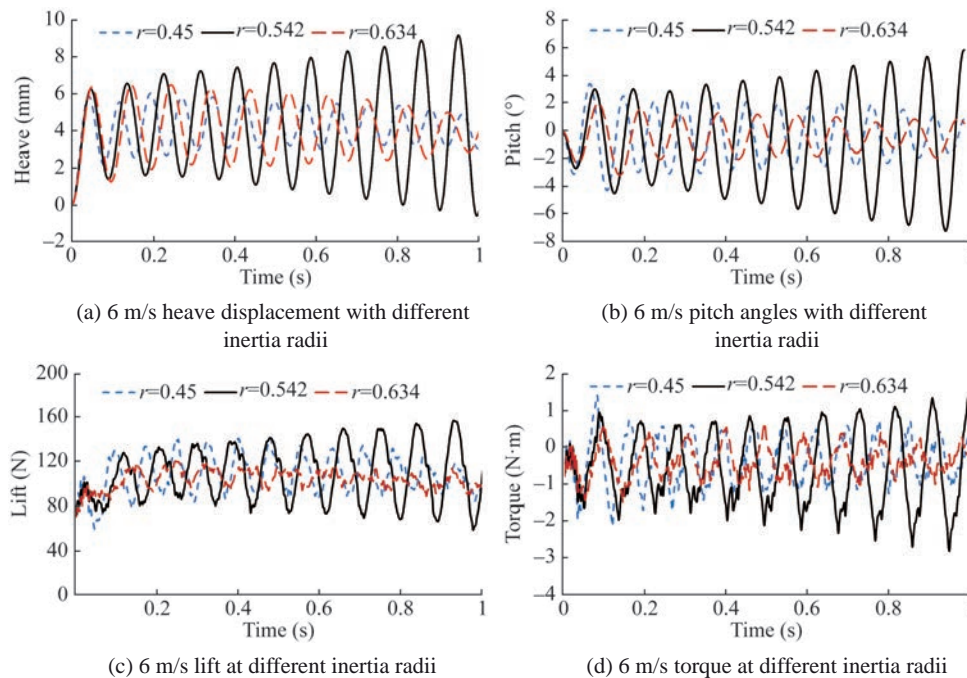 10
8
6
4
2
0
−2
Heave (mm)
r=0.45 r=0.542 r=0.634
0 0.2 0.4 0.6 0.8 1
Time (s)
(a) 6 m/s heave displacement with different
inertia radii
8
6
4
2
0
−2
−4
−6
−8
Pitch (°)
r=0.45 r=0.542 r=0.634
0 0.2 0.4 0.6 0.8 1
Time (s)
(b) 6 m/s pitch angles with different
inertia radii
200
160
120
80
40
0
Lift (N)
r=0.45 r=0.542 r=0.634
0.2 0.4 0.6 0.8 1
Time (s)
(c) 6 m/s lift at different inertia radii
2
1
0
−1
−2
−3
−4
Torque (N·m)
r=0.45 r=0.542 r=0.634
0 0.2 0.4 0.6 0.8 1
Time (s)
(d) 6 m/s torque at different inertia radii